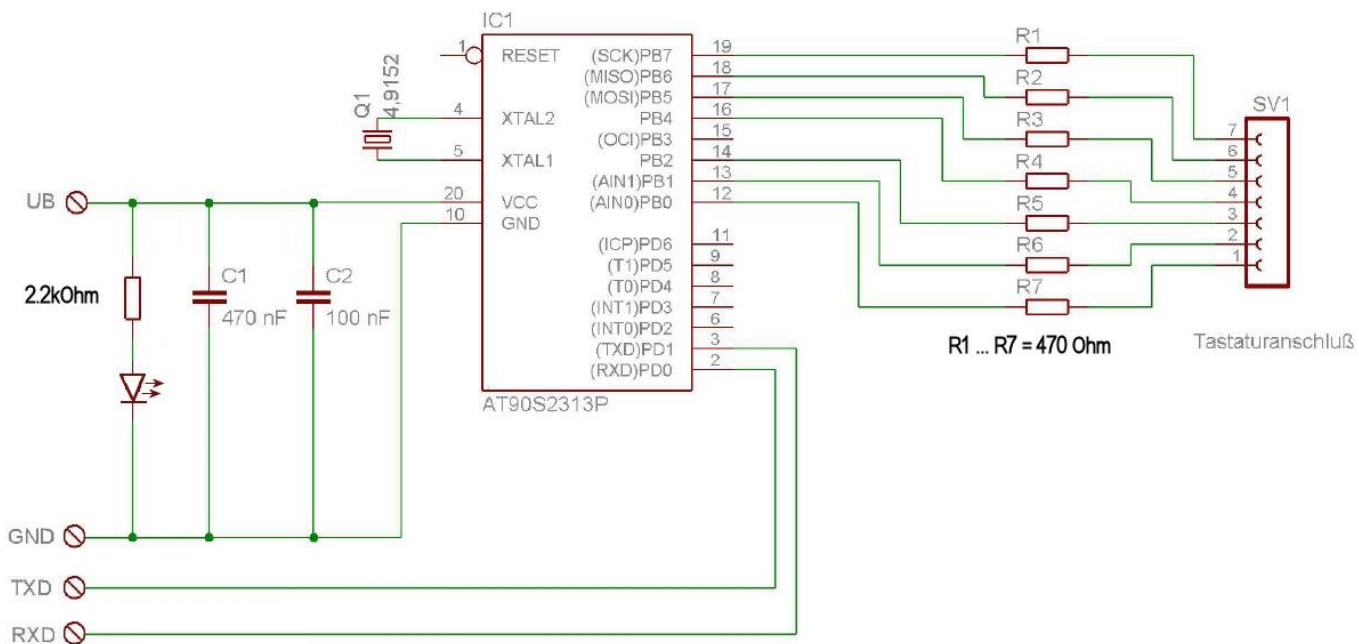 IC1
1
RESET
(SCK)PB7
19
R1
(MISO)PB6
18
R2
(MOSI)PB5
17
Q1
4,9152
4
XTAL2
PB4
16
R3
SV1
(OCI)PB3
15
7
5
XTAL1
PB2
14
R4
6
(AIN1)PB1
13
5
UB
20
VCC
(AIN0)PB0
12
R5
4
10
GND
3
(ICP)PD6
11
R6
2
(T1)PD5
9
1
C1
C2
(T0)PD4
8
R7
2.2kOhm
470 nF
100 nF
(INT1)PD3
7
(INT0)PD2
6
(TXD)PD1
3
R1 ... R7 = 470 Ohm
Tastaturanschluß
(RXD)PD0
2
AT90S2313P
GND
TXD
RXD